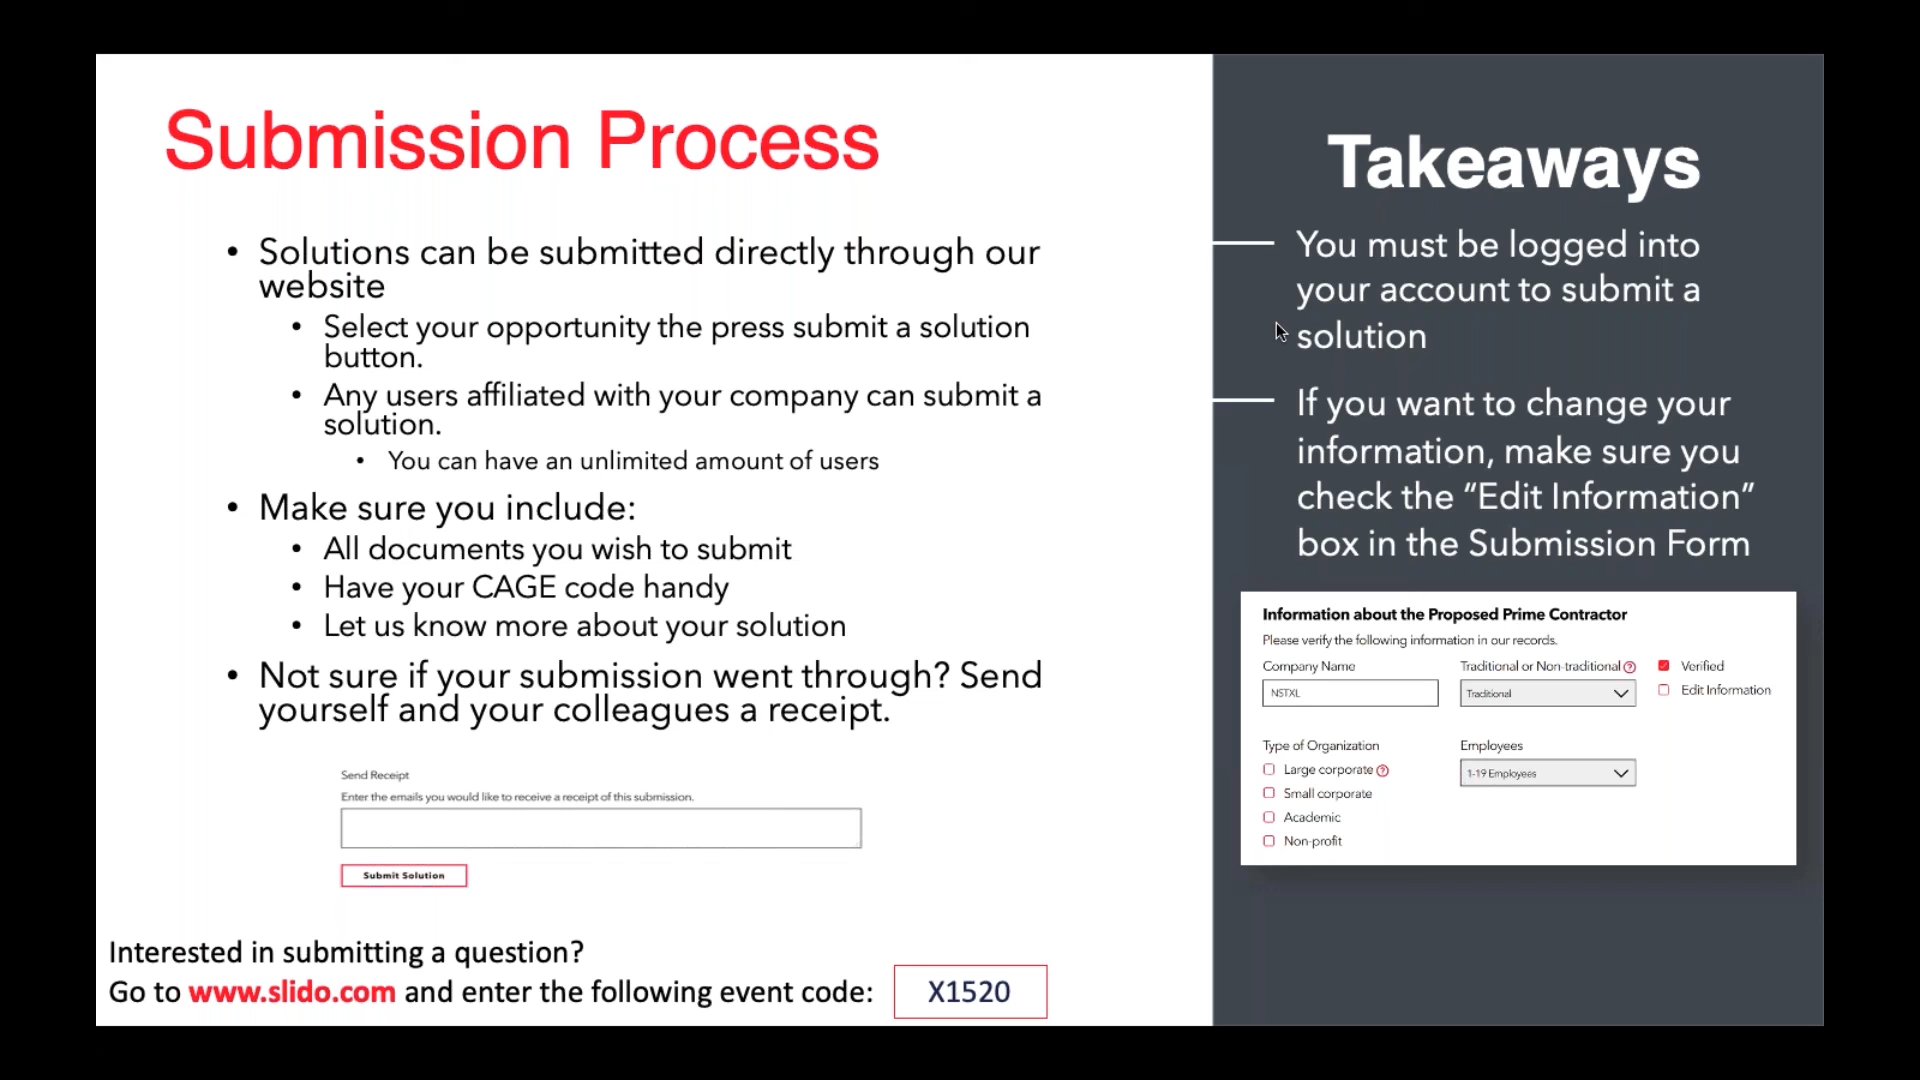 Submission Process
• Solutions can be submitted directly through our
website
• Select your opportunity the press submit a solution
button.
• Any users affiliated with your company can submit a
solution.
• You can have an unlimited amount of users
• Make sure you include:
• All documents you wish to submit
• Have your CAGE code handy
• Let us know more about your solution
• Not sure if your submission went through? Send
yourself and your colleagues a receipt.
Send Receipt
Enter the emails you would like to receive a receipt of this submission.
Submit Solution
Interested in submitting a question?
Go to www.slido.com and enter the following event code:
X1520
Takeaways
You must be logged into
your account to submit a
solution
If you want to change your
information, make sure you
check the “Edit Information”
box in the Submission Form
Information about the Proposed Prime Contractor
Please verify the following information in our records.
Company Name
NSTXL
Traditional or Non-traditional ?
Traditional
Verified
Edit Information
Type of Organization
Large corporate ?
Small corporate
Academic
Non-profit
Employees
1-19 Employees